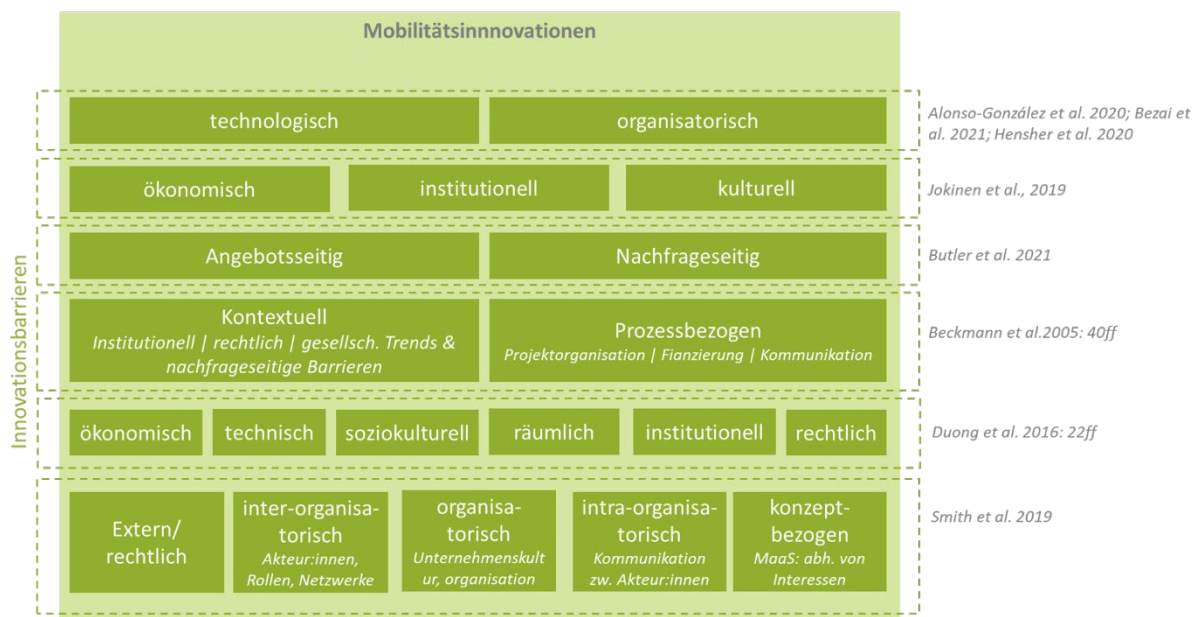 Mobilitätsinnnovationen
technologisch
organisatorisch
Alonso-González et al. 2020; Bezai et
al. 2021; Hensher et al. 2020
ökonomisch
institutionell
kulturell
Jokinen et al., 2019
Angebotsseitig
Nachfrageseitig
Butler et al. 2021
Innovationsbarrieren
Kontextuell
Institutionell | rechtlich | gesellsch. Trends &
nachfrageseitige Barrieren
Prozessbezogen
Projektorganisation | Fianzierung | Kommunikation
Beckmann et al.2005: 40ff
ökonomisch
technisch
soziokulturell
räumlich
institutionell
rechtlich
Duong et al. 2016: 22ff
Extern/
rechtlich
inter-organisa-
torisch
Akteur:innen,
Rollen, Netzwerke
organisa-
torisch
Unternehmenskult
ur, organisation
intra-organisa-
torisch
Kommunikation
zw. Akteur:innen
konzept-
bezogen
MaaS: abh. von
Interessen
Smith et al. 2019